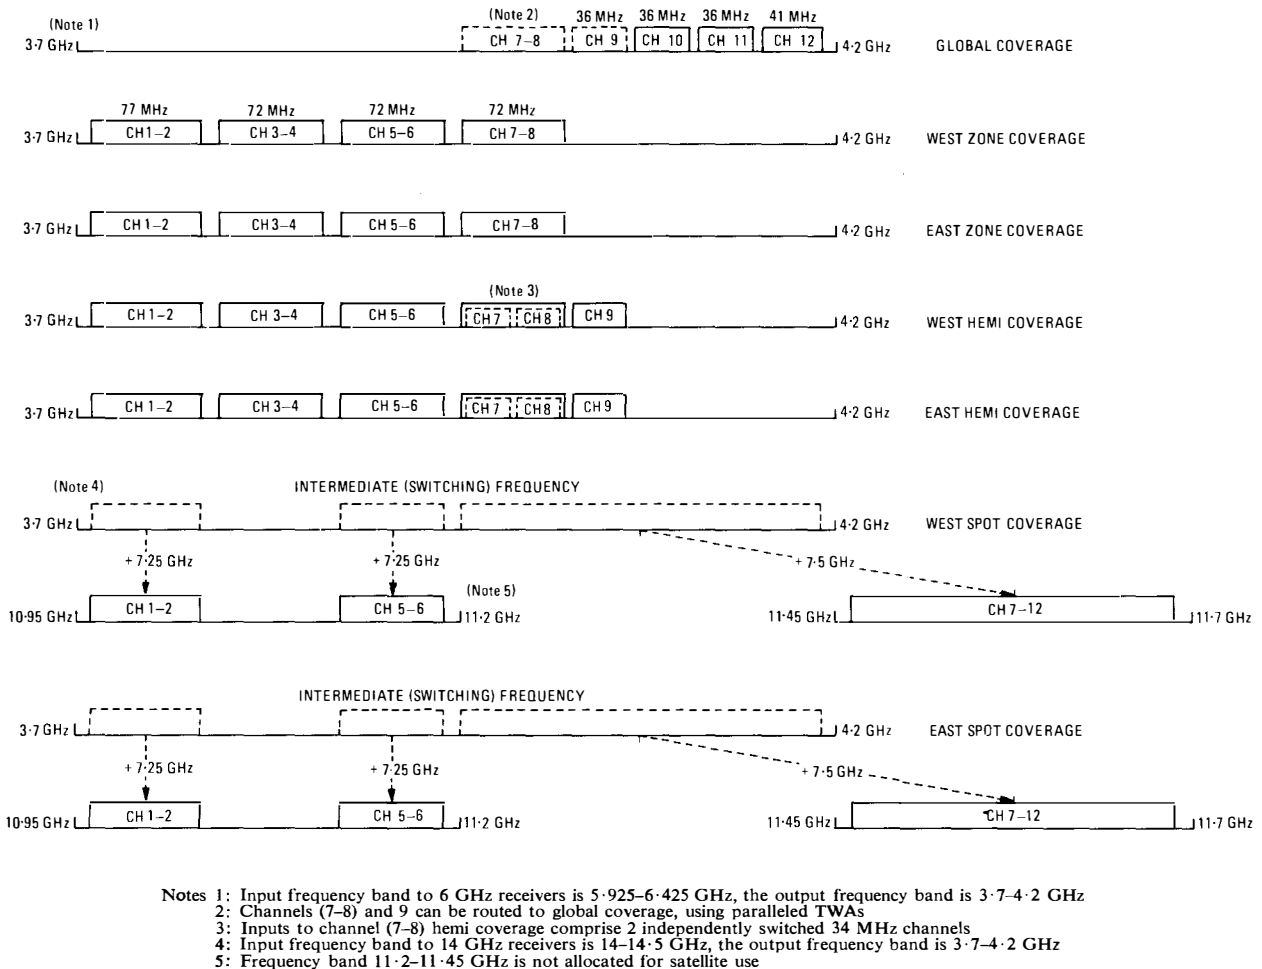 (Note 1)
(Note 2)
36 MHz 36 MHz 36 MHz 41 MHz
3·7 GHz CH 7–8 CH 9 CH 10 CH 11 CH 12 4·2 GHz GLOBAL COVERAGE
77 MHz 72 MHz 72 MHz 72 MHz
3·7 GHz CH 1–2 CH 3–4 CH 5–6 CH 7–8 4·2 GHz WEST ZONE COVERAGE
3·7 GHz CH 1–2 CH 3–4 CH 5–6 CH 7–8 4·2 GHz EAST ZONE COVERAGE
(Note 3)
3·7 GHz CH 1–2 CH 3–4 CH 5–6 CH 7 CH 8 CH 9 4·2 GHz WEST HEMI COVERAGE
3·7 GHz CH 1–2 CH 3–4 CH 5–6 CH 7 CH 8 CH 9 4·2 GHz EAST HEMI COVERAGE
(Note 4) INTERMEDIATE (SWITCHING) FREQUENCY
3·7 GHz 4·2 GHz WEST SPOT COVERAGE
+ 7·25 GHz + 7·25 GHz + 7·5 GHz
(Note 5)
10·95 GHz CH 1–2 CH 5–6 11·2 GHz 11·45 GHz CH 7–12 11·7 GHz
INTERMEDIATE (SWITCHING) FREQUENCY
3·7 GHz 4·2 GHz EAST SPOT COVERAGE
+ 7·25 GHz + 7·25 GHz + 7·5 GHz
10·95 GHz CH 1–2 CH 5–6 11·2 GHz 11·45 GHz CH 7–12 11·7 GHz
Notes 1: Input frequency band to 6 GHz receivers is 5·925–6·425 GHz, the output frequency band is 3·7–4·2 GHz
2: Channels (7–8) and 9 can be routed to global coverage, using paralleled TWAs
3: Inputs to channel (7–8) hemi coverage comprise 2 independently switched 34 MHz channels
4: Input frequency band to 14 GHz receivers is 14–14·5 GHz, the output frequency band is 3·7–4·2 GHz
5: Frequency band 11·2–11·45 GHz is not allocated for satellite use